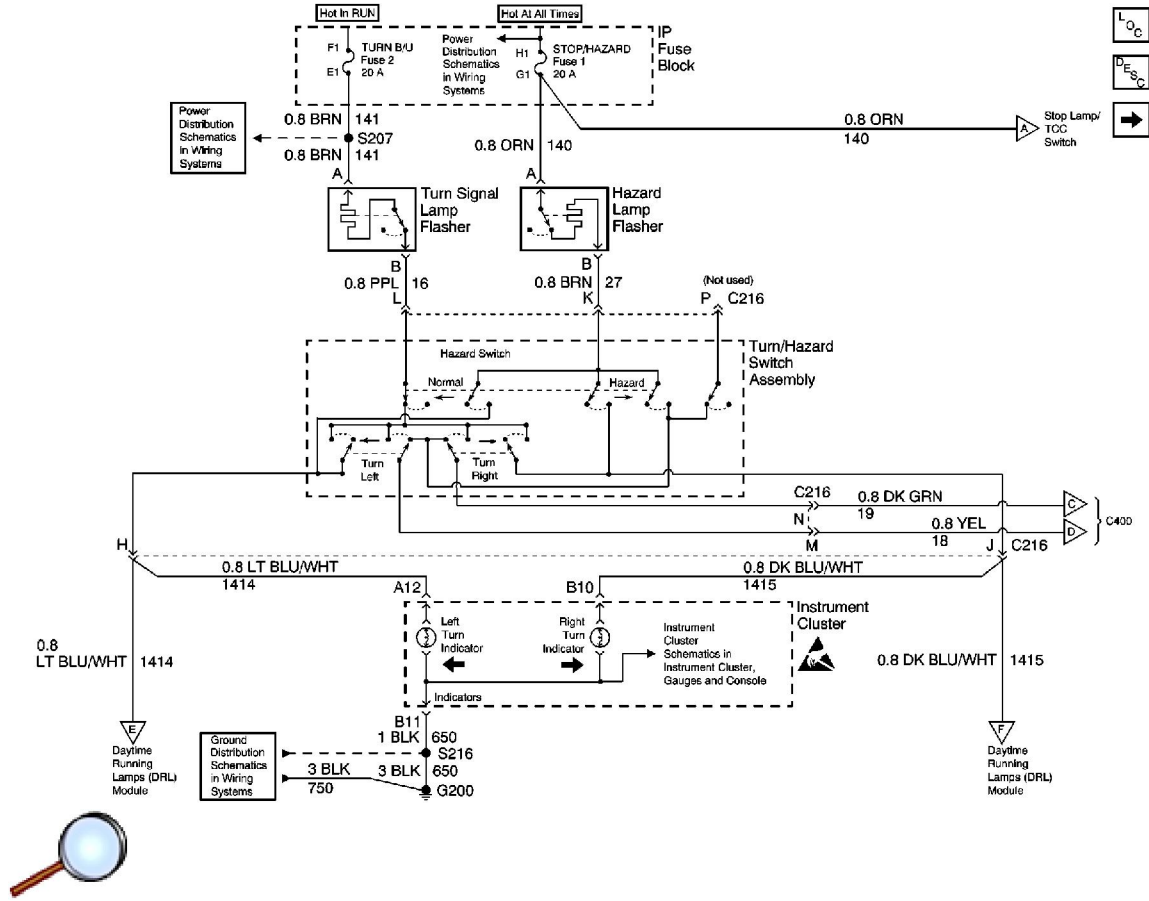 Hot In RUN
Hot At All Times
L O C
IP
Fuse
Block
F1
TURN B/U
Fuse 2
20 A
E1
Power
Distribution
Schematics
in Wiring
Systems
H1
STOP/HAZARD
Fuse 1
20 A
G1
D E S C
Power
Distribution
Schematics
in Wiring
Systems
0.8 BRN 141
S207
0.8 BRN 141
0.8 ORN 140
0.8 ORN
140
A
Stop Lamp/
TCC
Switch
A
Turn Signal
Lamp
Flasher
A
Hazard
Lamp
Flasher
B
0.8 PPL 16
L
B
0.8 BRN 27
K
(Not used)
P C216
Turn/Hazard
Switch
Assembly
Hazard Switch
Normal
Hazard
Turn
Left
Turn
Right
C216
0.8 DK GRN
19
C
N
0.8 YEL
18
D
C400
M
H
J C216
0.8 LT BLU/WHT
1414
0.8 DK BLU/WHT
1415
A12
B10
Instrument
Cluster
Left
Turn
Indicator
Right
Turn
Indicator
Instrument
Cluster
Schematics in
Instrument Cluster,
Gauges and Console
Indicators
0.8
LT BLU/WHT 1414
0.8 DK BLU/WHT 1415
B11
1 BLK 650
S216
3 BLK 650
G200
3 BLK
750
Ground
Distribution
Schematics
in Wiring
Systems
E
Daytime
Running
Lamps (DRL)
Module
F
Daytime
Running
Lamps (DRL)
Module